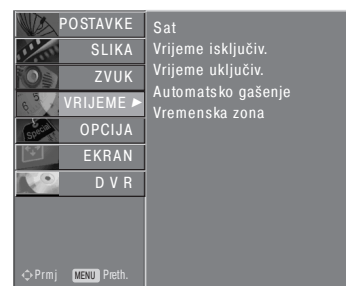 POSTAVKE
SLIKA
ZVUK
VRIJEME ►
OPCIJA
EKRAN
D V R
Sat
Vrijeme isključiv.
Vrijeme uključiv.
Automatsko gašenje
Vremenska zona
Prmj MENU Preth.